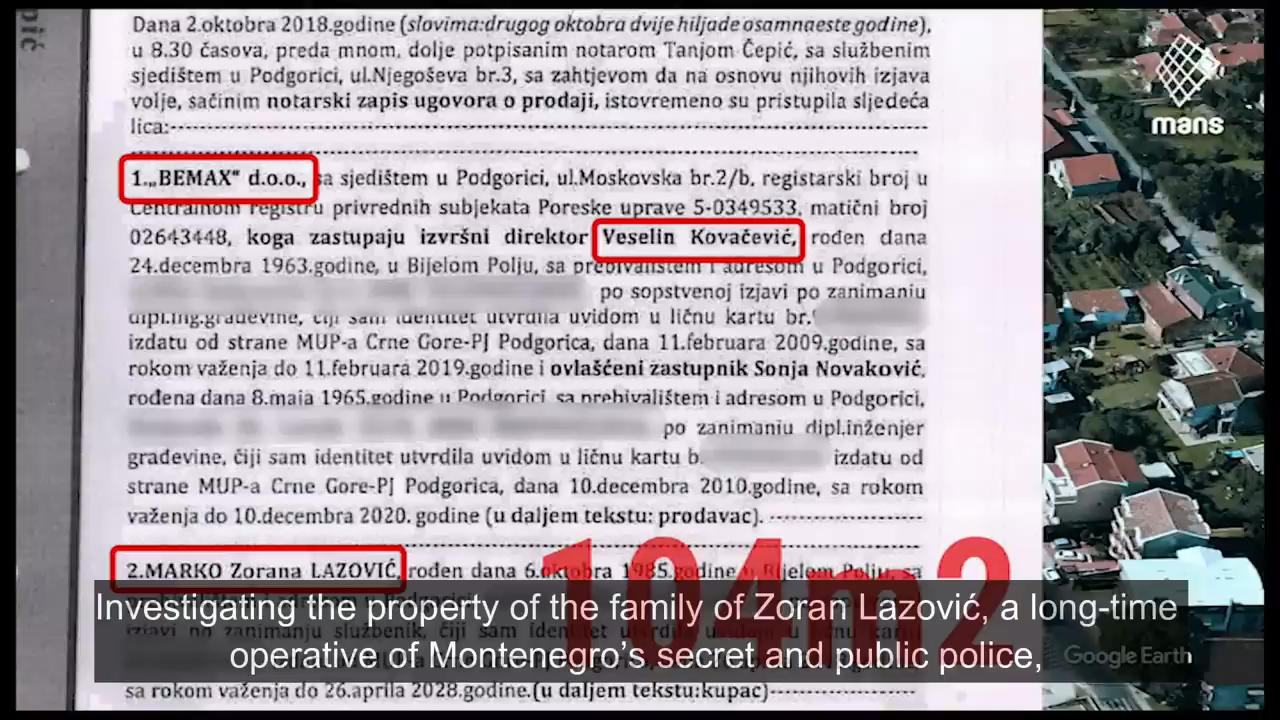 Dana 2.oktobra 2018.godine (slovima:drugog oktobra dvije hiljade osamnaeste godine),
u 8.30 časova, preda mnom, dolje potpisanim notarom Tanjom Čepić, sa službenim
sjedištem u Podgorici, ul.Njegoševa br.3, sa zahtjevom da na osnovu njihovih izjava
volje, sačinim notarski zapis ugovora o prodaji, istovremeno su pristupila sljedeća
lica:
mans
1.„BEMAX“ d.o.o., sa sjedištem u Podgorici, ul.Moskovska br.2/b, registarski broj u
Centralnom registru privrednih subjekata Poreske uprave 5-0349533, matični broj
02643448, koga zastupaju izvršni direktor Veselin Kovačević, rođen dana
24.decembra 1963.godine, u Bijelom Polju, sa prebivalištem i adresom u Podgorici,
po sopstvenoj izjavi po zanimanju
dipl.ing.građevine, čiji sam identitet utvrdila uvidom u ličnu kartu br.
izdatu od strane MUP-a Crne Gore-PJ Podgorica, dana 11.februara 2009.godine, sa
rokom važenja do 11.februara 2019.godine i ovlašćeni zastupnik Sonja Novaković,
rođena dana 8.maja 1965.godine u Podgorici, sa prebivalištem i adresom u Podgorici,
po zanimanju dipl.inženjer
građevine, čiji sam identitet utvrdila uvidom u ličnu kartu b. izdatu od
strane MUP-a Crne Gore-PJ Podgorica, dana 10.decembra 2010.godine, sa rokom
važenja do 10.decembra 2020. godine (u daljem tekstu: prodavac).
2.MARKO Zorana LAZOVIĆ, rođen dana 6.oktobra 1985.godine u Bijelom Polju, sa
104m2
Investigating the property of the family of Zoran Lazović, a long-time
operative of Montenegro’s secret and public police,
Google Earth
sa rokom važenja do 26.aprila 2028.godine.(u daljem tekstu:kupac)